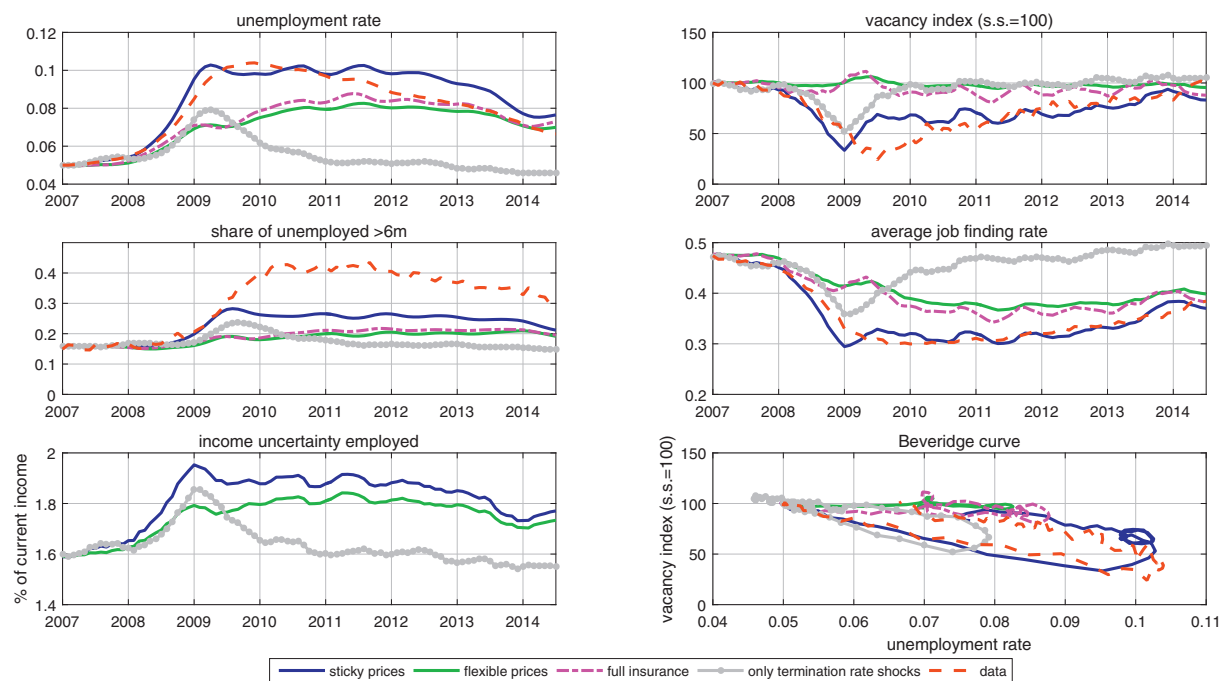 unemployment rate
0.12
0.1
0.08
0.06
0.04
2007 2008 2009 2010 2011 2012 2013 2014
vacancy index (s.s.=100)
150
100
50
0
2007 2008 2009 2010 2011 2012 2013 2014
share of unemployed >6m
0.4
0.3
0.2
0.1
0
2007 2008 2009 2010 2011 2012 2013 2014
average job finding rate
0.5
0.4
0.3
0.2
2007 2008 2009 2010 2011 2012 2013 2014
income uncertainty employed
% of current income
2
1.8
1.6
1.4
2007 2008 2009 2010 2011 2012 2013 2014
Beveridge curve
vacancy index (s.s.=100)
150
100
50
0
0.04 0.05 0.06 0.07 0.08 0.09 0.1 0.11
unemployment rate
sticky prices flexible prices full insurance only termination rate shocks data